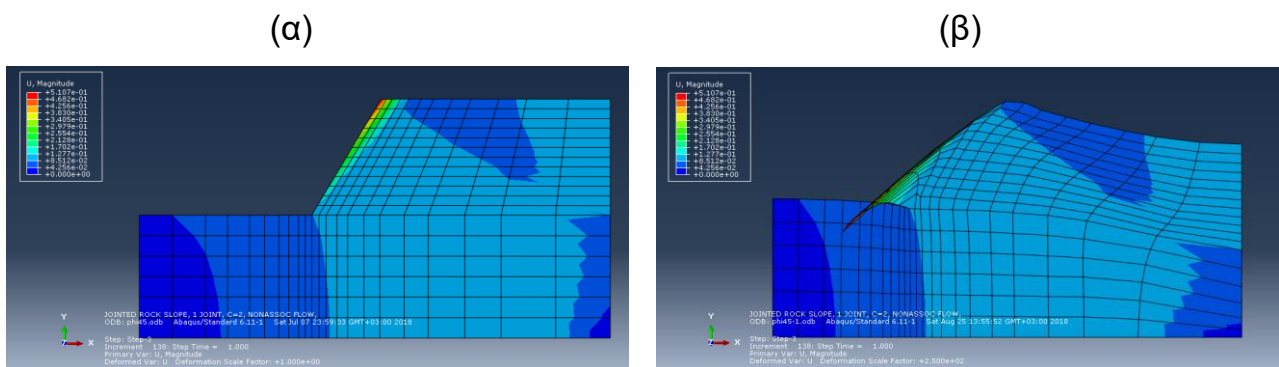 (α)
U, Magnitude
+5.107e-01
+4.682e-01
+4.256e-01
+3.830e-01
+3.405e-01
+2.979e-01
+2.554e-01
+2.128e-01
+1.702e-01
+1.277e-01
+8.512e-02
+4.256e-02
+0.000e+00
Y
Z X
JOINTED ROCK SLOPE, 1 JOINT, C=2, NONASSOC FLOW,
ODB: phi45.odb Abaqus/Standard 6.11-1 Sat Jul 07 23:59:33 GMT+03:00 2018
Step: Step-3
Increment 138: Step Time = 1.000
Primary Var: U, Magnitude
Deformed Var: U Deformation Scale Factor: +1.000e+00
(β)
U, Magnitude
+5.107e-01
+4.682e-01
+4.256e-01
+3.830e-01
+3.405e-01
+2.979e-01
+2.554e-01
+2.128e-01
+1.702e-01
+1.277e-01
+8.512e-02
+4.256e-02
+0.000e+00
Y
Z X
JOINTED ROCK SLOPE, 1 JOINT, C=2, NONASSOC FLOW,
ODB: phi45-1.odb Abaqus/Standard 6.11-1 Sat Aug 25 13:55:52 GMT+03:00 2018
Step: Step-3
Increment 138: Step Time = 1.000
Primary Var: U, Magnitude
Deformed Var: U Deformation Scale Factor: +2.500e+02